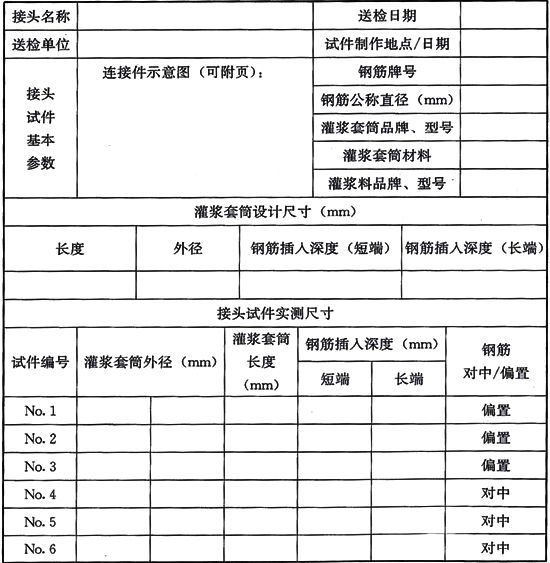 接头名称 送检日期
送检单位 试件制作地点/日期
接头试件基本参数 连接件示意图（可附页）： 钢筋牌号
钢筋公称直径（mm）
灌浆套筒品牌、型号
灌浆套筒材料
灌浆料品牌、型号
灌浆套筒设计尺寸（mm）
长度 外径 钢筋插入深度（短端） 钢筋插入深度（长端）
接头试件实测尺寸
试件编号 灌浆套筒外径（mm） 灌浆套筒长度（mm） 钢筋插入深度（mm） 钢筋对中/偏置
短端 长端
No.1 偏置
No.2 偏置
No.3 偏置
No.4 对中
No.5 对中
No.6 对中